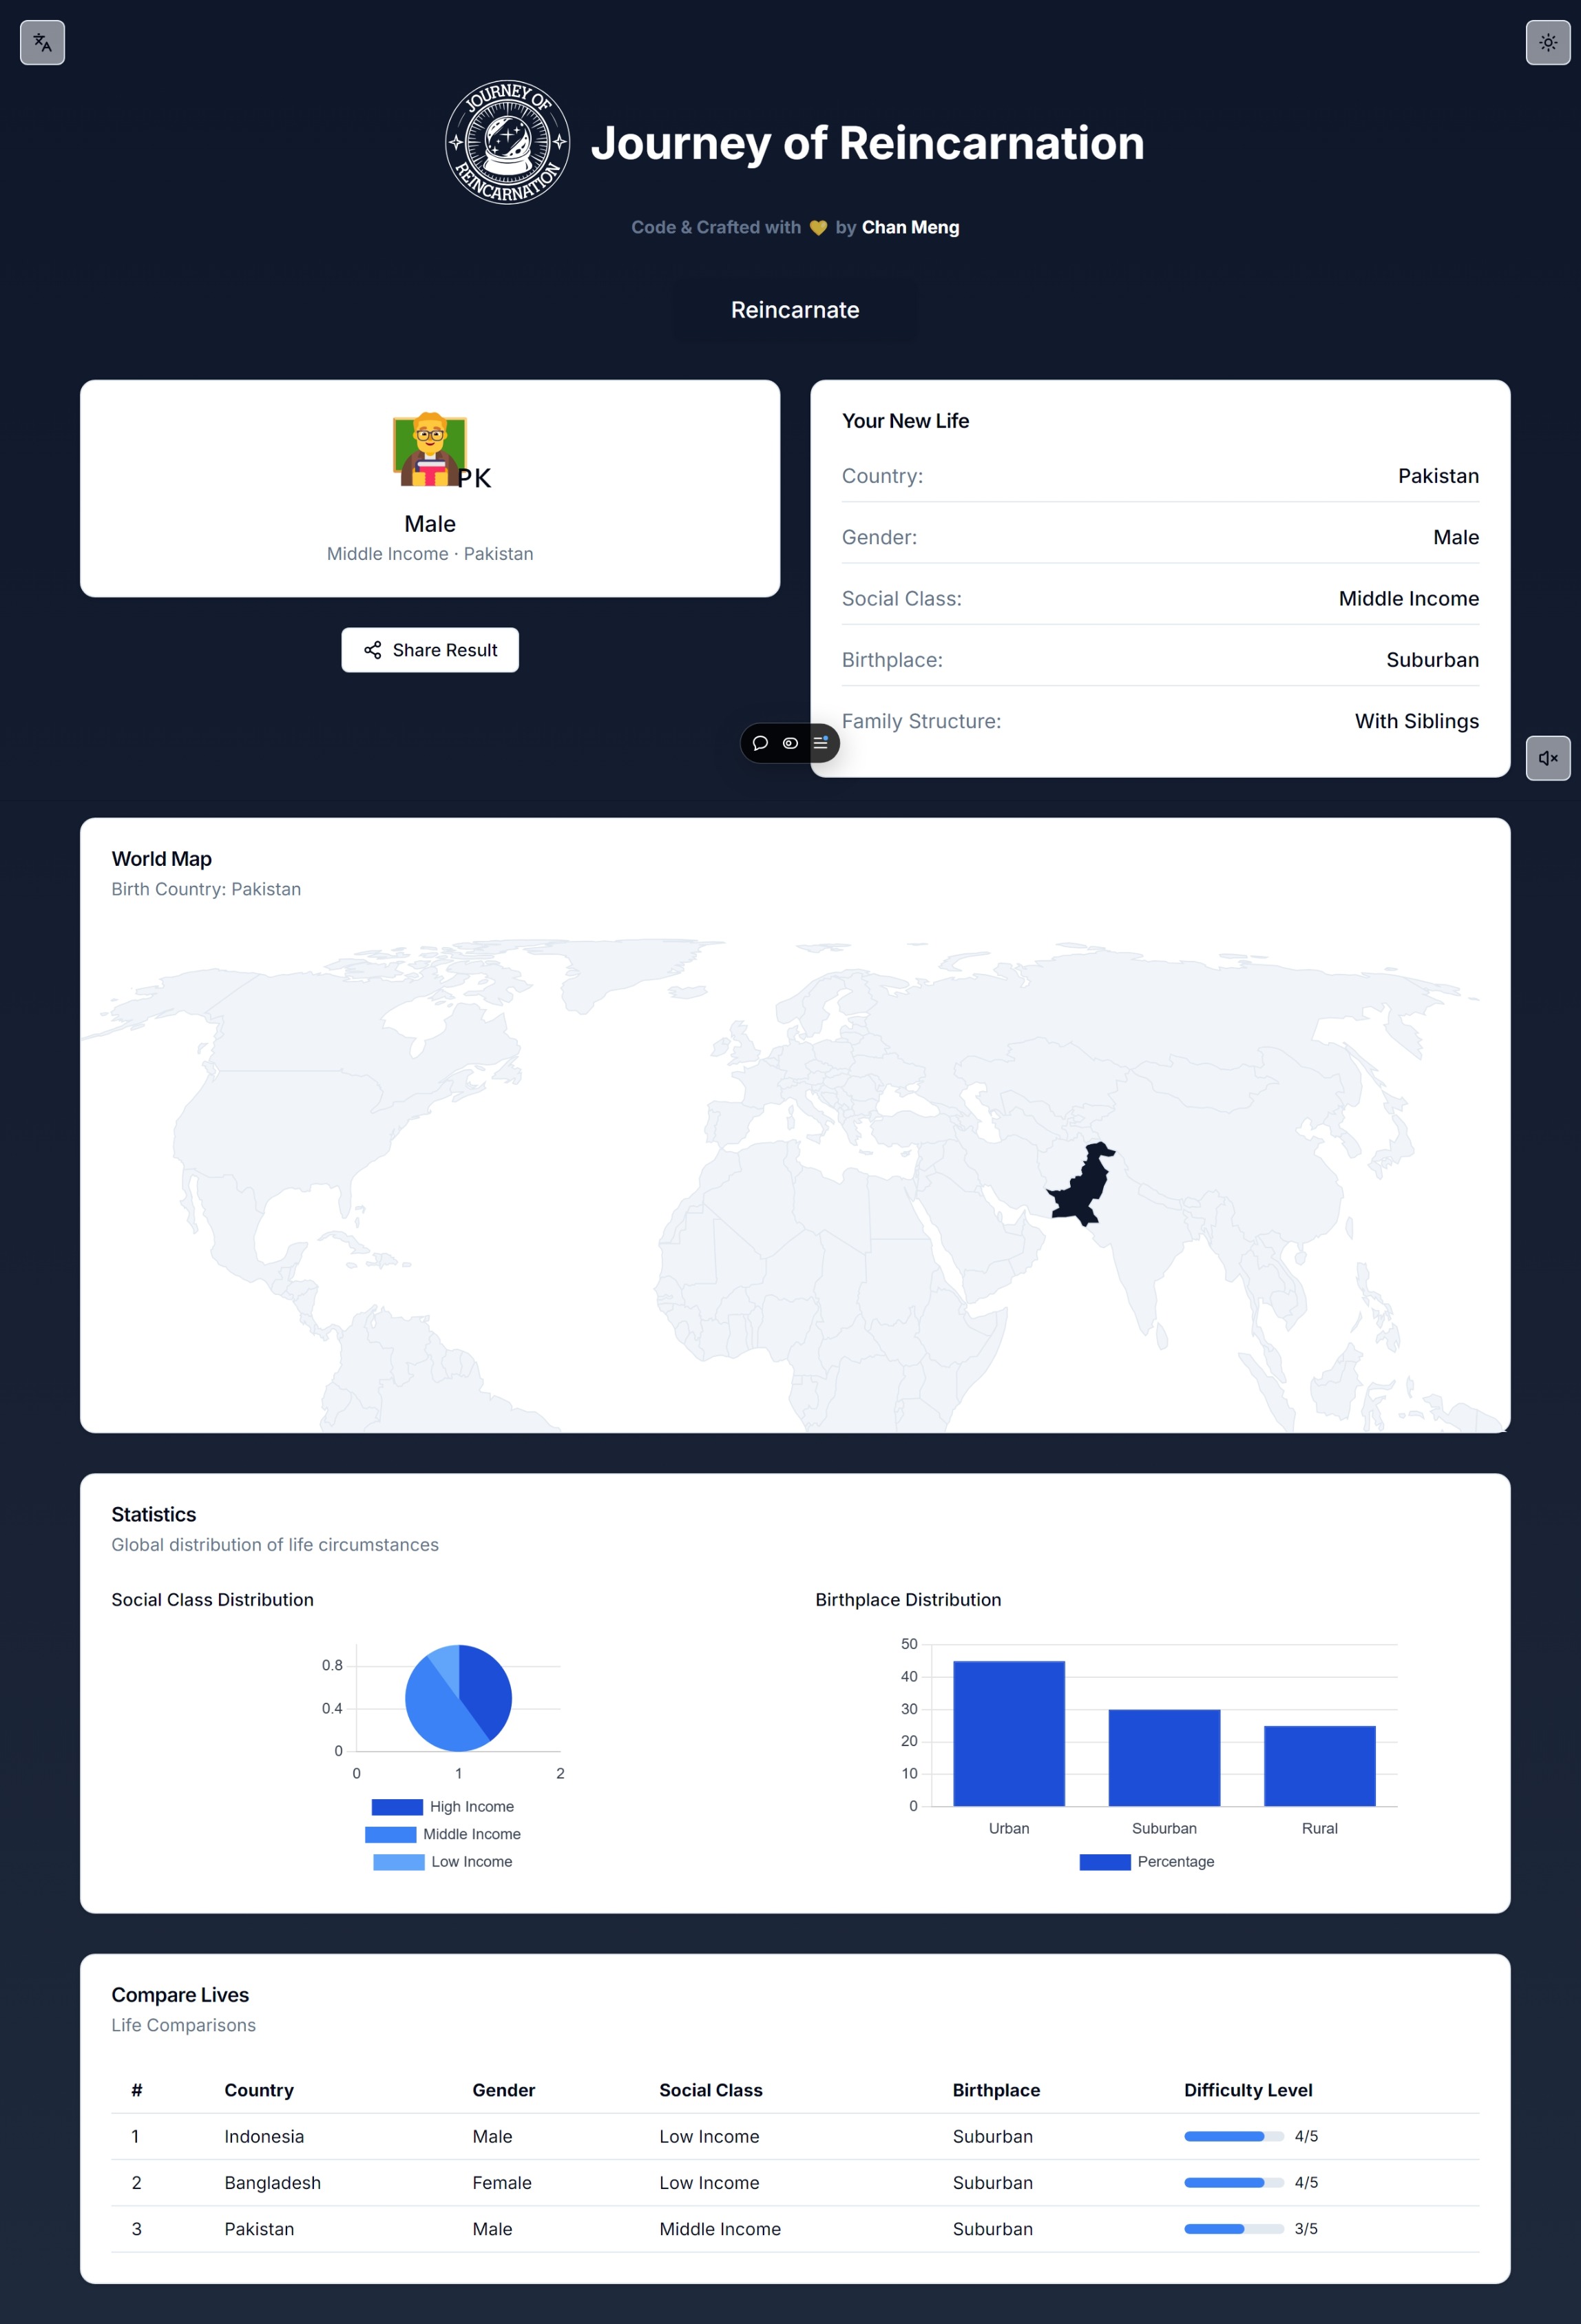 JOURNEY OF
REINCARNATION
Journey of Reincarnation
Code & Crafted with 💛 by Chan Meng
Reincarnate
PK
Male
Middle Income · Pakistan
Share Result
Your New Life
Country: Pakistan
Gender: Male
Social Class: Middle Income
Birthplace: Suburban
Family Structure: With Siblings
World Map
Birth Country: Pakistan
Statistics
Global distribution of life circumstances
Social Class Distribution
0.8
0.4
0
0 1 2
High Income
Middle Income
Low Income
Birthplace Distribution
50
40
30
20
10
0
Urban Suburban Rural
Percentage
Compare Lives
Life Comparisons
# Country Gender Social Class Birthplace Difficulty Level
1 Indonesia Male Low Income Suburban 4/5
2 Bangladesh Female Low Income Suburban 4/5
3 Pakistan Male Middle Income Suburban 3/5